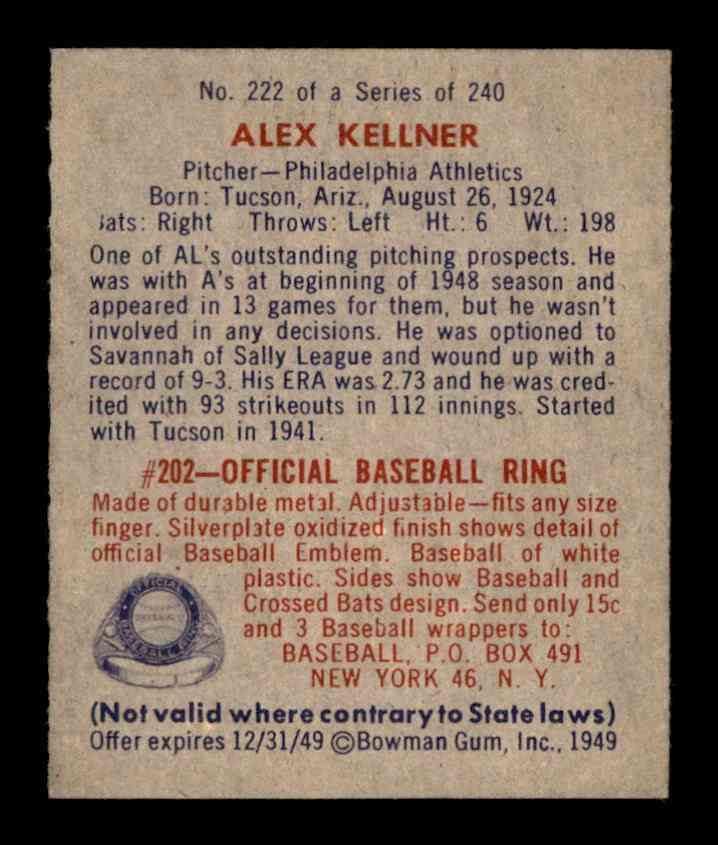 No. 222 of a Series of 240
ALEX KELLNER
Pitcher—Philadelphia Athletics
Born: Tucson, Ariz., August 26, 1924
Bats: Right Throws: Left Ht.: 6 Wt.: 198
One of AL's outstanding pitching prospects. He
was with A's at beginning of 1948 season and
appeared in 13 games for them, but he wasn't
involved in any decisions. He was optioned to
Savannah of Sally League and wound up with a
record of 9-3. His ERA was 2.73 and he was cred-
ited with 93 strikeouts in 112 innings. Started
with Tucson in 1941.
#202—OFFICIAL BASEBALL RING
Made of durable metal. Adjustable—fits any size
finger. Silverplate oxidized finish shows detail of
official Baseball Emblem. Baseball of white
plastic. Sides show Baseball and
Crossed Bats design. Send only 15c
and 3 Baseball wrappers to:
BASEBALL, P.O. BOX 491
NEW YORK 46, N. Y.
OFFICIAL
BASEBALL RING
(Not valid where contrary to State laws)
Offer expires 12/31/49 ©Bowman Gum, Inc., 1949